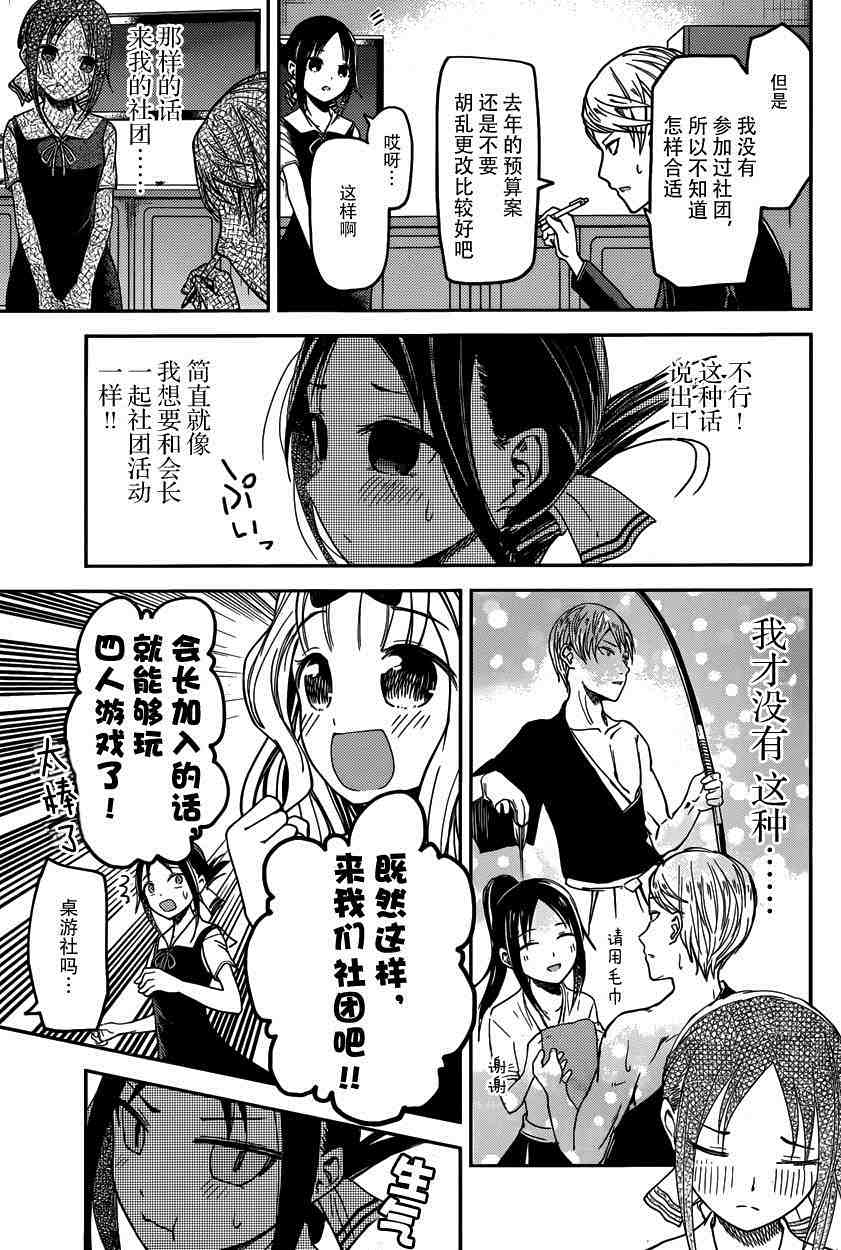 但是
我没有
参加过社团，
所以不知道
怎样合适
去年的预算案
还是不要
胡乱更改比较好吧
哎呀…
这样啊
那样的话
来我的社团……
不行！
这种话
说出口
简直就像
我想要和会长
一起社团活动
一样!!
ぷいっ
我才没有 这种……
请用毛巾
谢谢
既然这样，
来我们社团吧!!
会长加入的话，
就能够玩
四人游戏了！
太棒了
桌游社吗…
生气